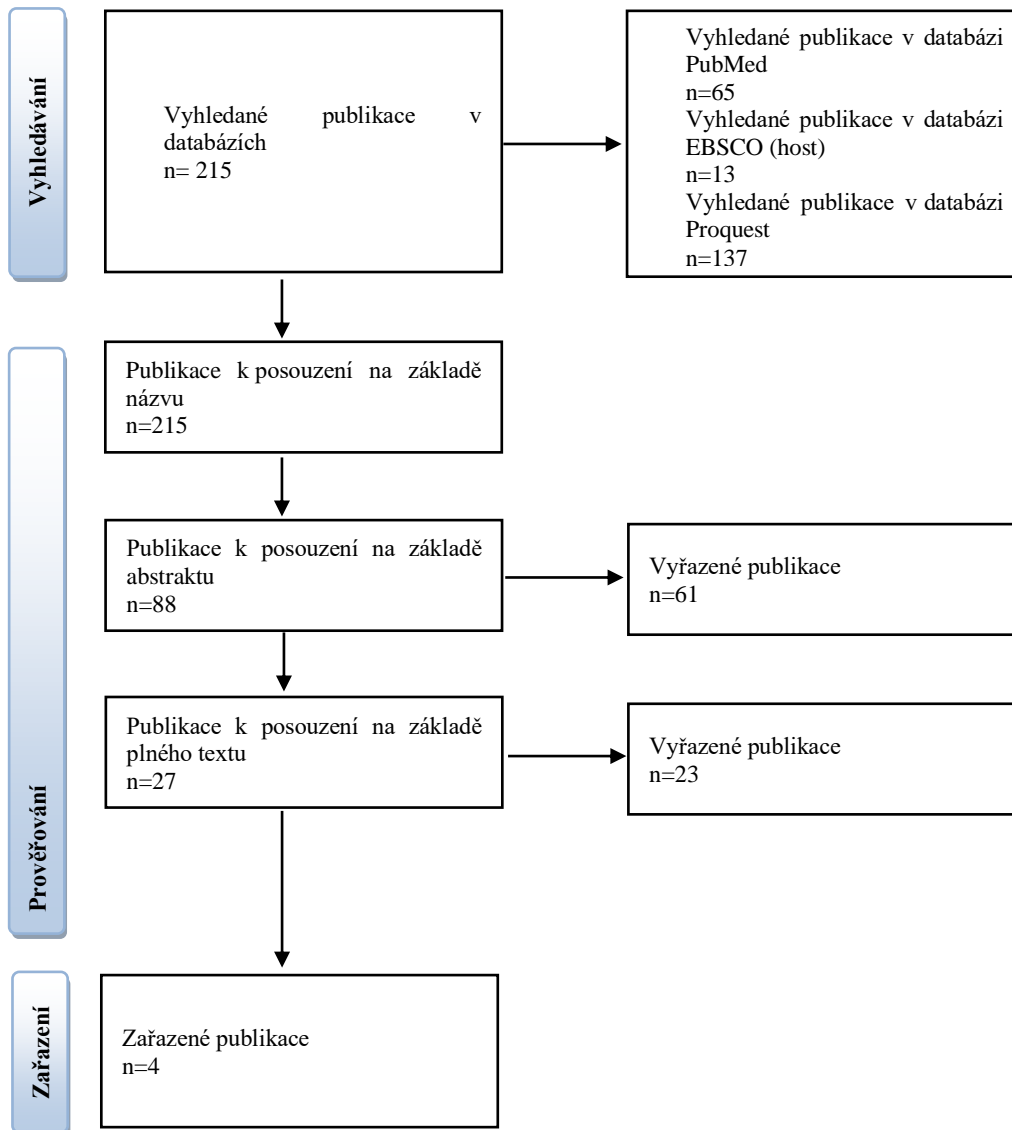 Vyhledávání
Vyhledané publikace v
databázích
n= 215
Vyhledané publikace v databázi
PubMed
n=65
Vyhledané publikace v databázi
EBSCO (host)
n=13
Vyhledané publikace v databázi
Proquest
n=137
Prověřování
Publikace k posouzení na základě
názvu
n=215
Publikace k posouzení na základě
abstraktu
n=88
Vyřazené publikace
n=61
Publikace k posouzení na základě
plného textu
n=27
Vyřazené publikace
n=23
Zařazení
Zařazené publikace
n=4